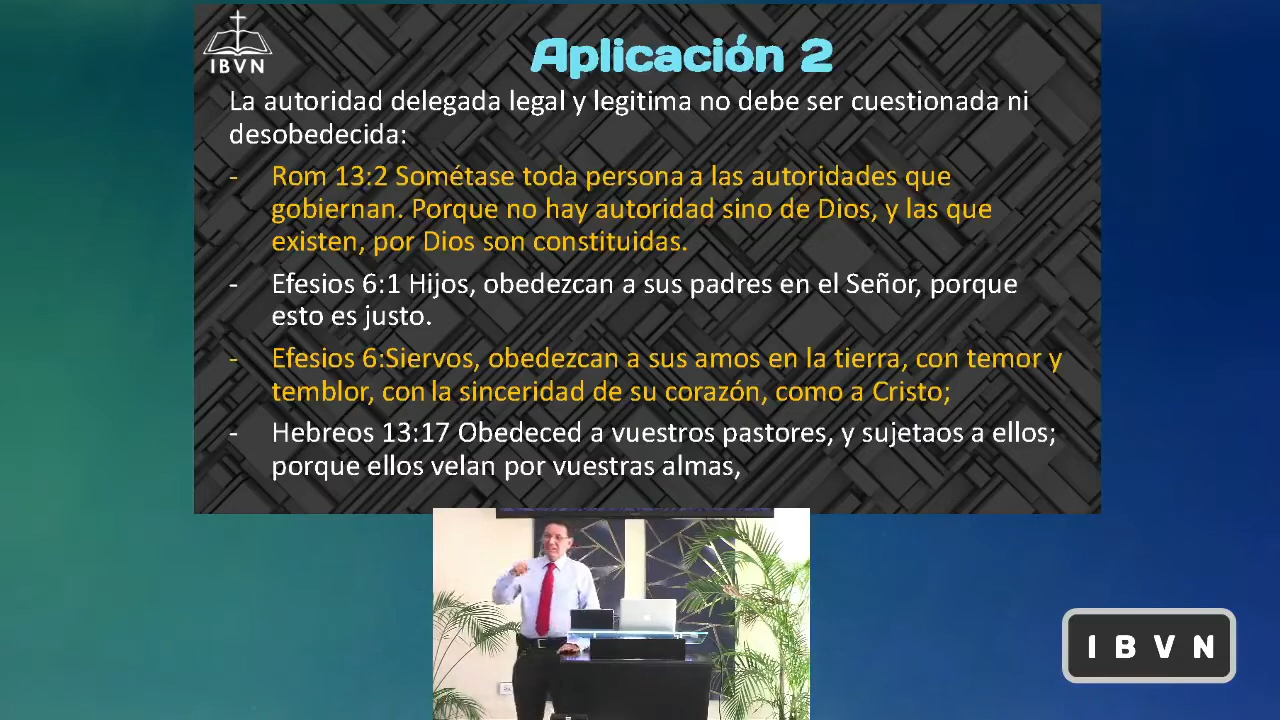 IBVN
Aplicación 2
La autoridad delegada legal y legitima no debe ser cuestionada ni
desobedecida:
- Rom 13:2 Sométase toda persona a las autoridades que
gobiernan. Porque no hay autoridad sino de Dios, y las que
existen, por Dios son constituidas.
- Efesios 6:1 Hijos, obedezcan a sus padres en el Señor, porque
esto es justo.
- Efesios 6:Siervos, obedezcan a sus amos en la tierra, con temor y
temblor, con la sinceridad de su corazón, como a Cristo;
- Hebreos 13:17 Obedeced a vuestros pastores, y sujetaos a ellos;
porque ellos velan por vuestras almas,
I B V N